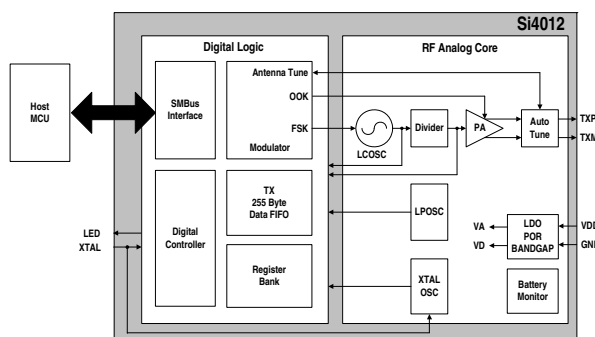 Si4012
Digital Logic
RF Analog Core
Host
MCU
SMBus
Interface
Antenna Tune
OOK
FSK
Modulator
LCOSC
Divider
PA
Auto
Tune
TXP
TXM
TX
255 Byte
Data FIFO
LPOSC
Digital
Controller
LED
XTAL
Register
Bank
XTAL
OSC
VA
VD
LDO
POR
BANDGAP
VDD
GND
Battery
Monitor